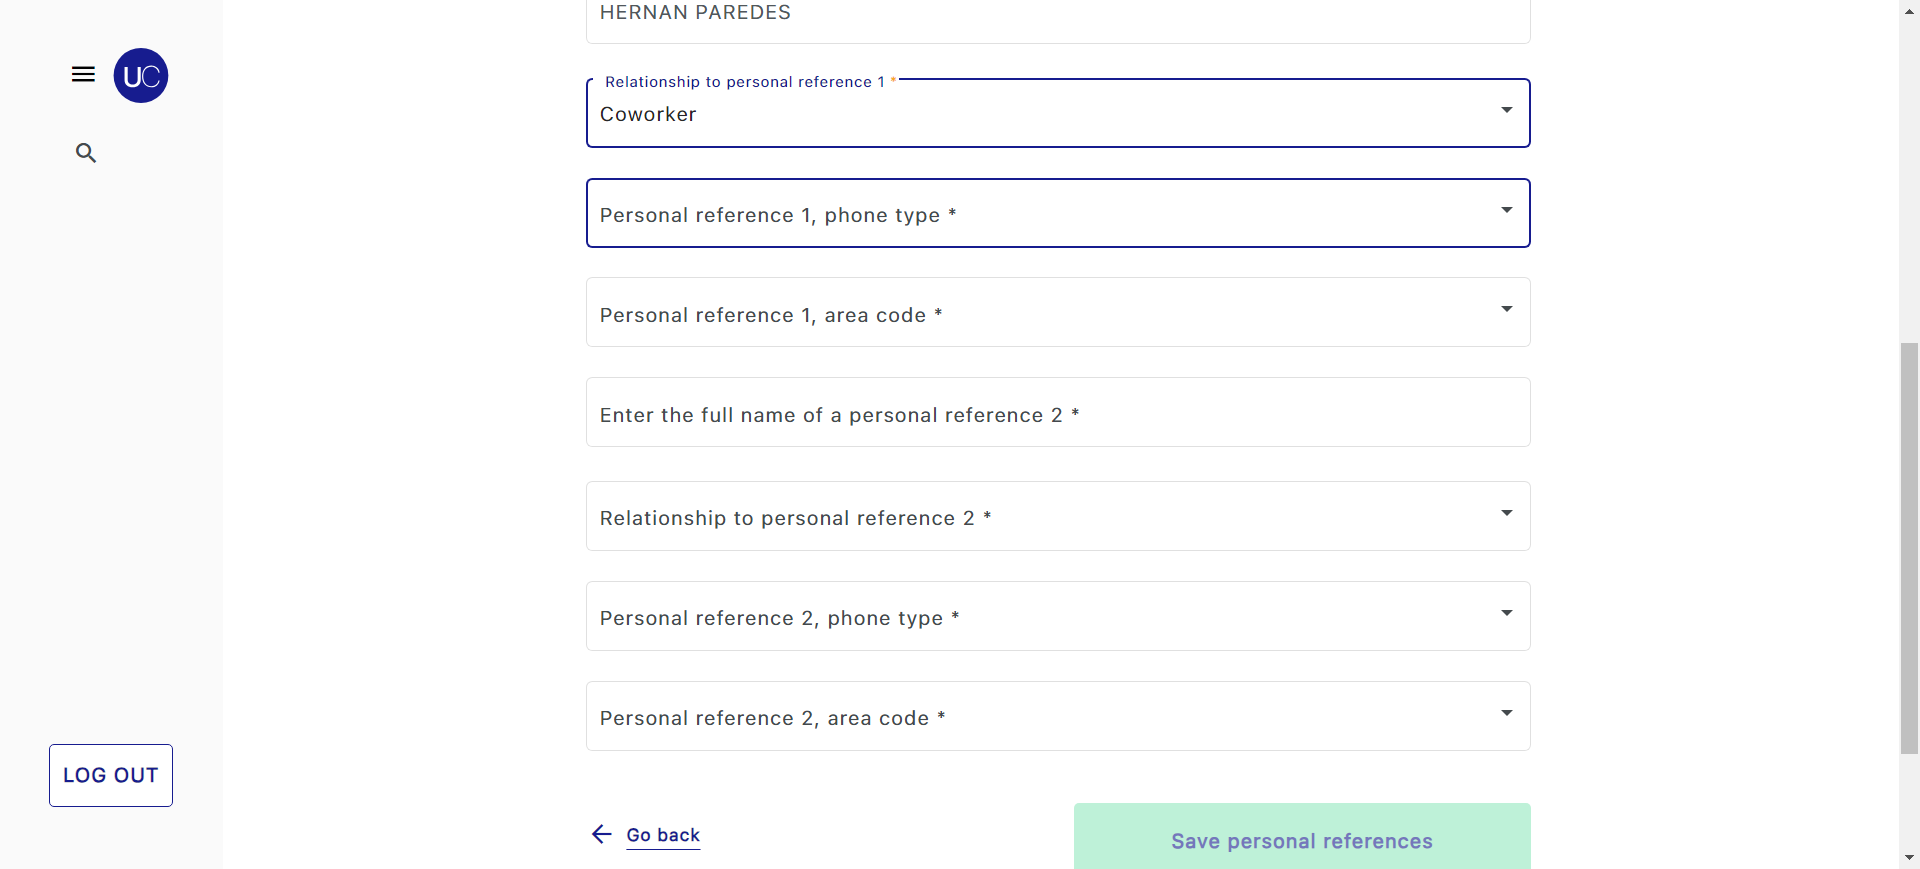 HERNAN PAREDES
UC
Relationship to personal reference 1 *
Coworker
Personal reference 1, phone type *
Personal reference 1, area code *
Enter the full name of a personal reference 2 *
Relationship to personal reference 2 *
Personal reference 2, phone type *
Personal reference 2, area code *
LOG OUT
Go back
Save personal references